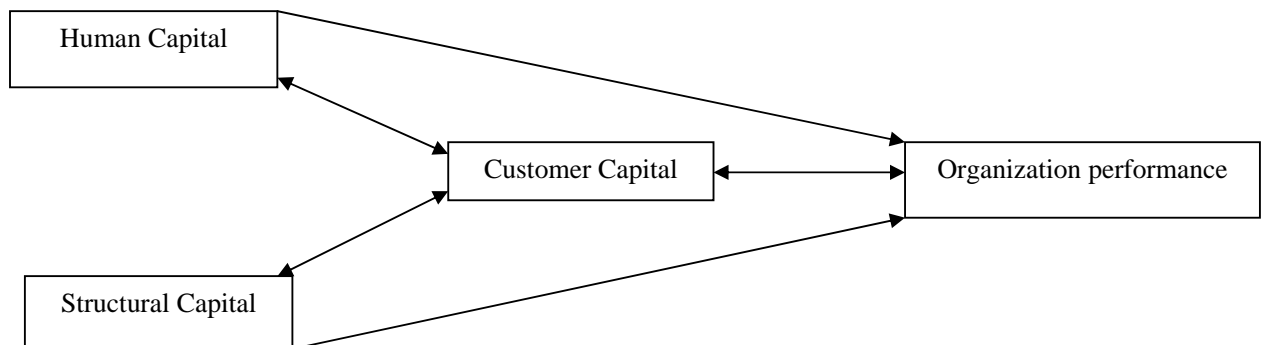 Human Capital
Customer Capital
Organization performance
Structural Capital